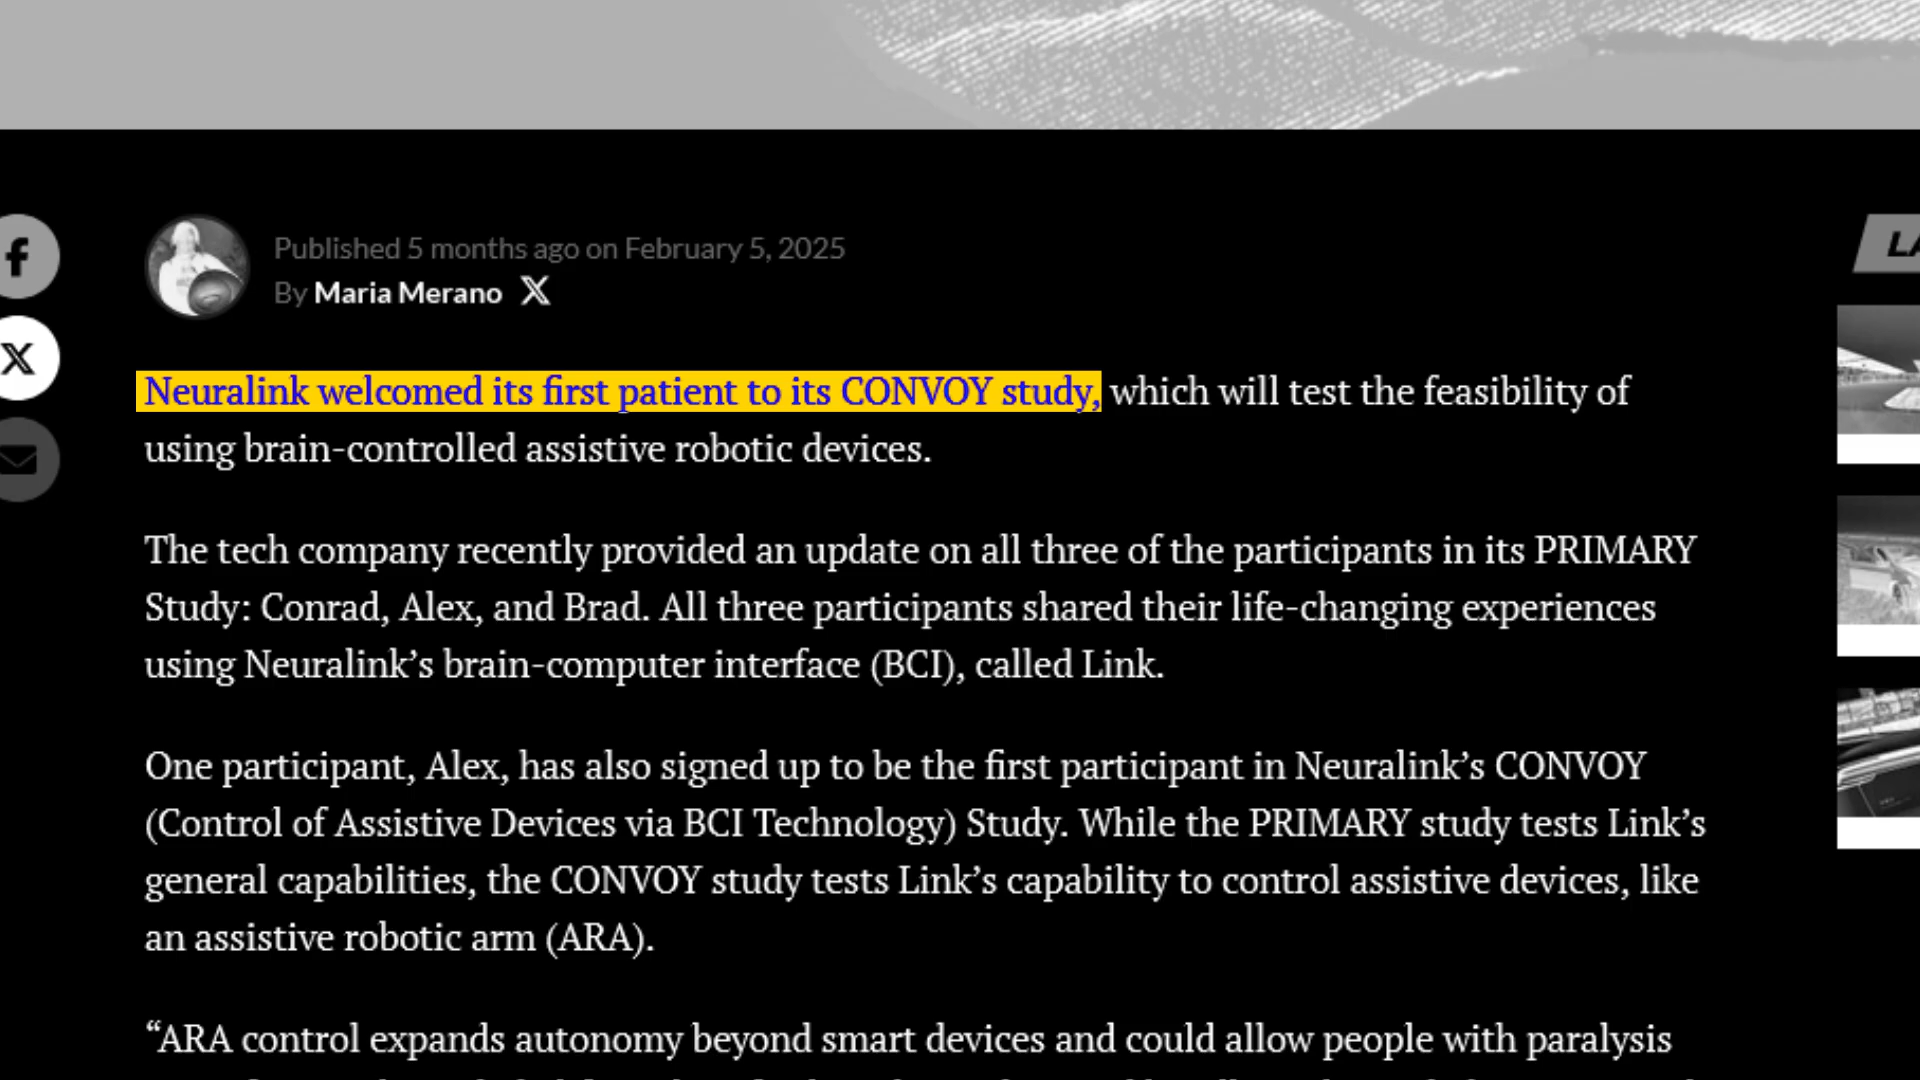 Published 5 months ago on February 5, 2025
By Maria Merano X
Neuralink welcomed its first patient to its CONVOY study, which will test the feasibility of
using brain-controlled assistive robotic devices.
The tech company recently provided an update on all three of the participants in its PRIMARY
Study: Conrad, Alex, and Brad. All three participants shared their life-changing experiences
using Neuralink’s brain-computer interface (BCI), called Link.
One participant, Alex, has also signed up to be the first participant in Neuralink’s CONVOY
(Control of Assistive Devices via BCI Technology) Study. While the PRIMARY study tests Link’s
general capabilities, the CONVOY study tests Link’s capability to control assistive devices, like
an assistive robotic arm (ARA).
“ARA control expands autonomy beyond smart devices and could allow people with paralysis